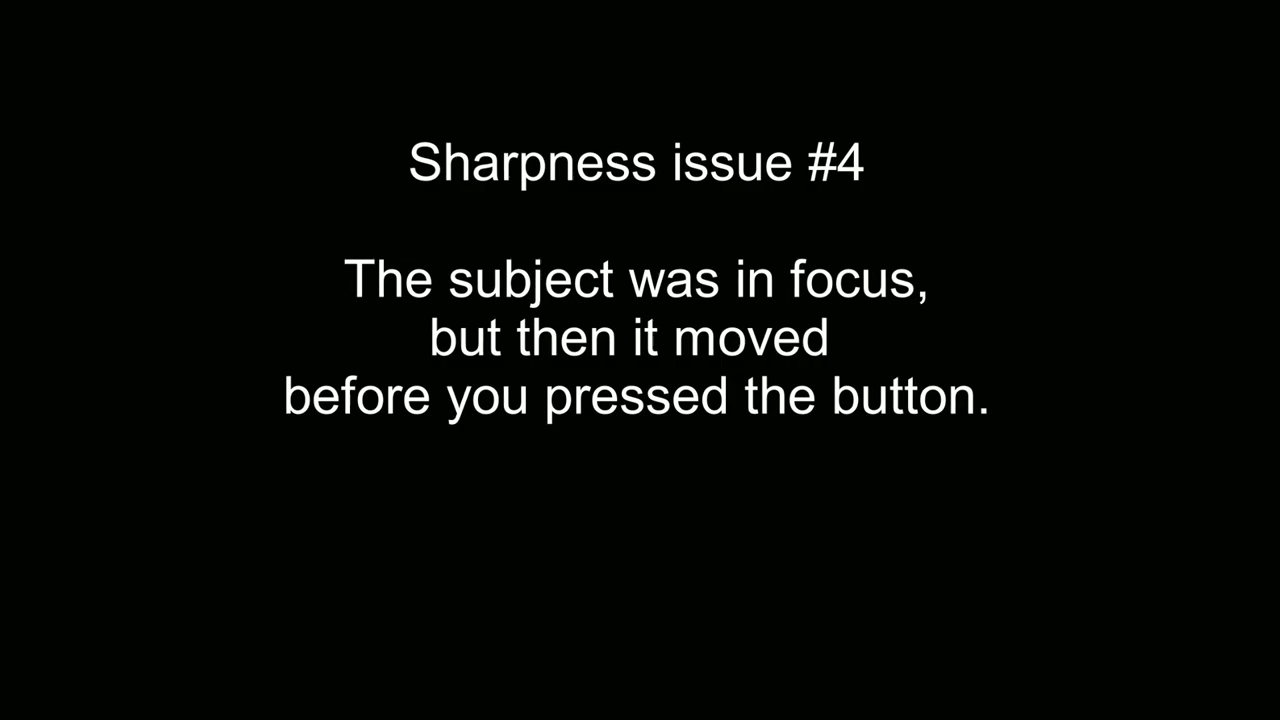 Sharpness issue #4
The subject was in focus,
but then it moved
before you pressed the button.